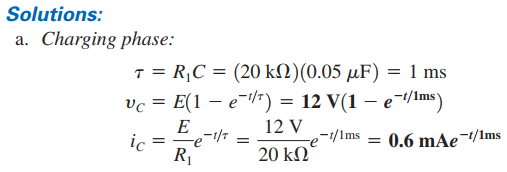 Solutions:
a. Charging phase:
τ = R₁C = (20 kΩ)(0.05 μF) = 1 ms
vC = E(1 − e⁻ᵗ/τ) = 12 V(1 − e⁻ᵗ/¹ᵐˢ)
iC = E/R₁ e⁻ᵗ/τ = 12 V/20 kΩ e⁻ᵗ/¹ᵐˢ = 0.6 mAe⁻ᵗ/¹ᵐˢ